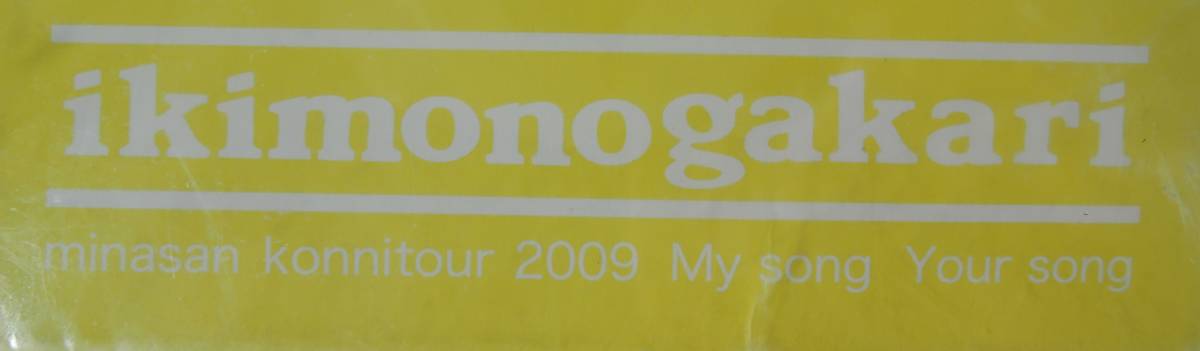 ikimonogakari
minasan konnitour 2009 My song Your song